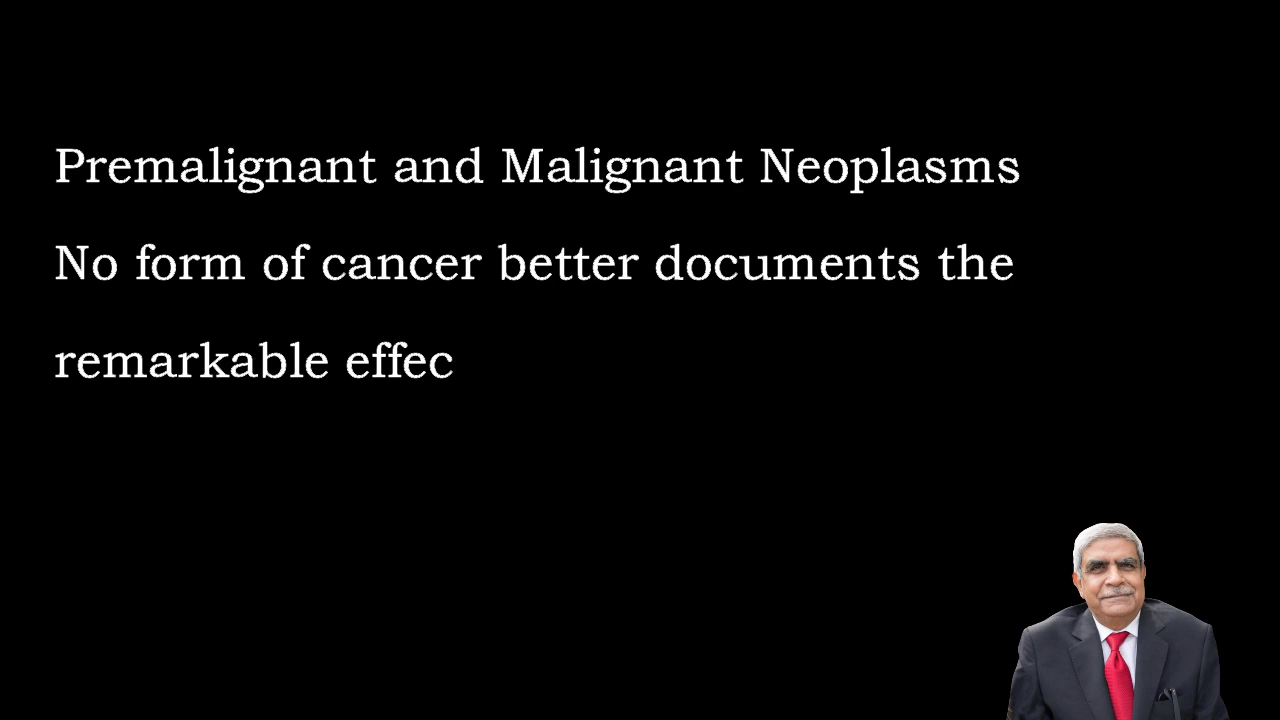 Premalignant and Malignant Neoplasms
No form of cancer better documents the
remarkable effec